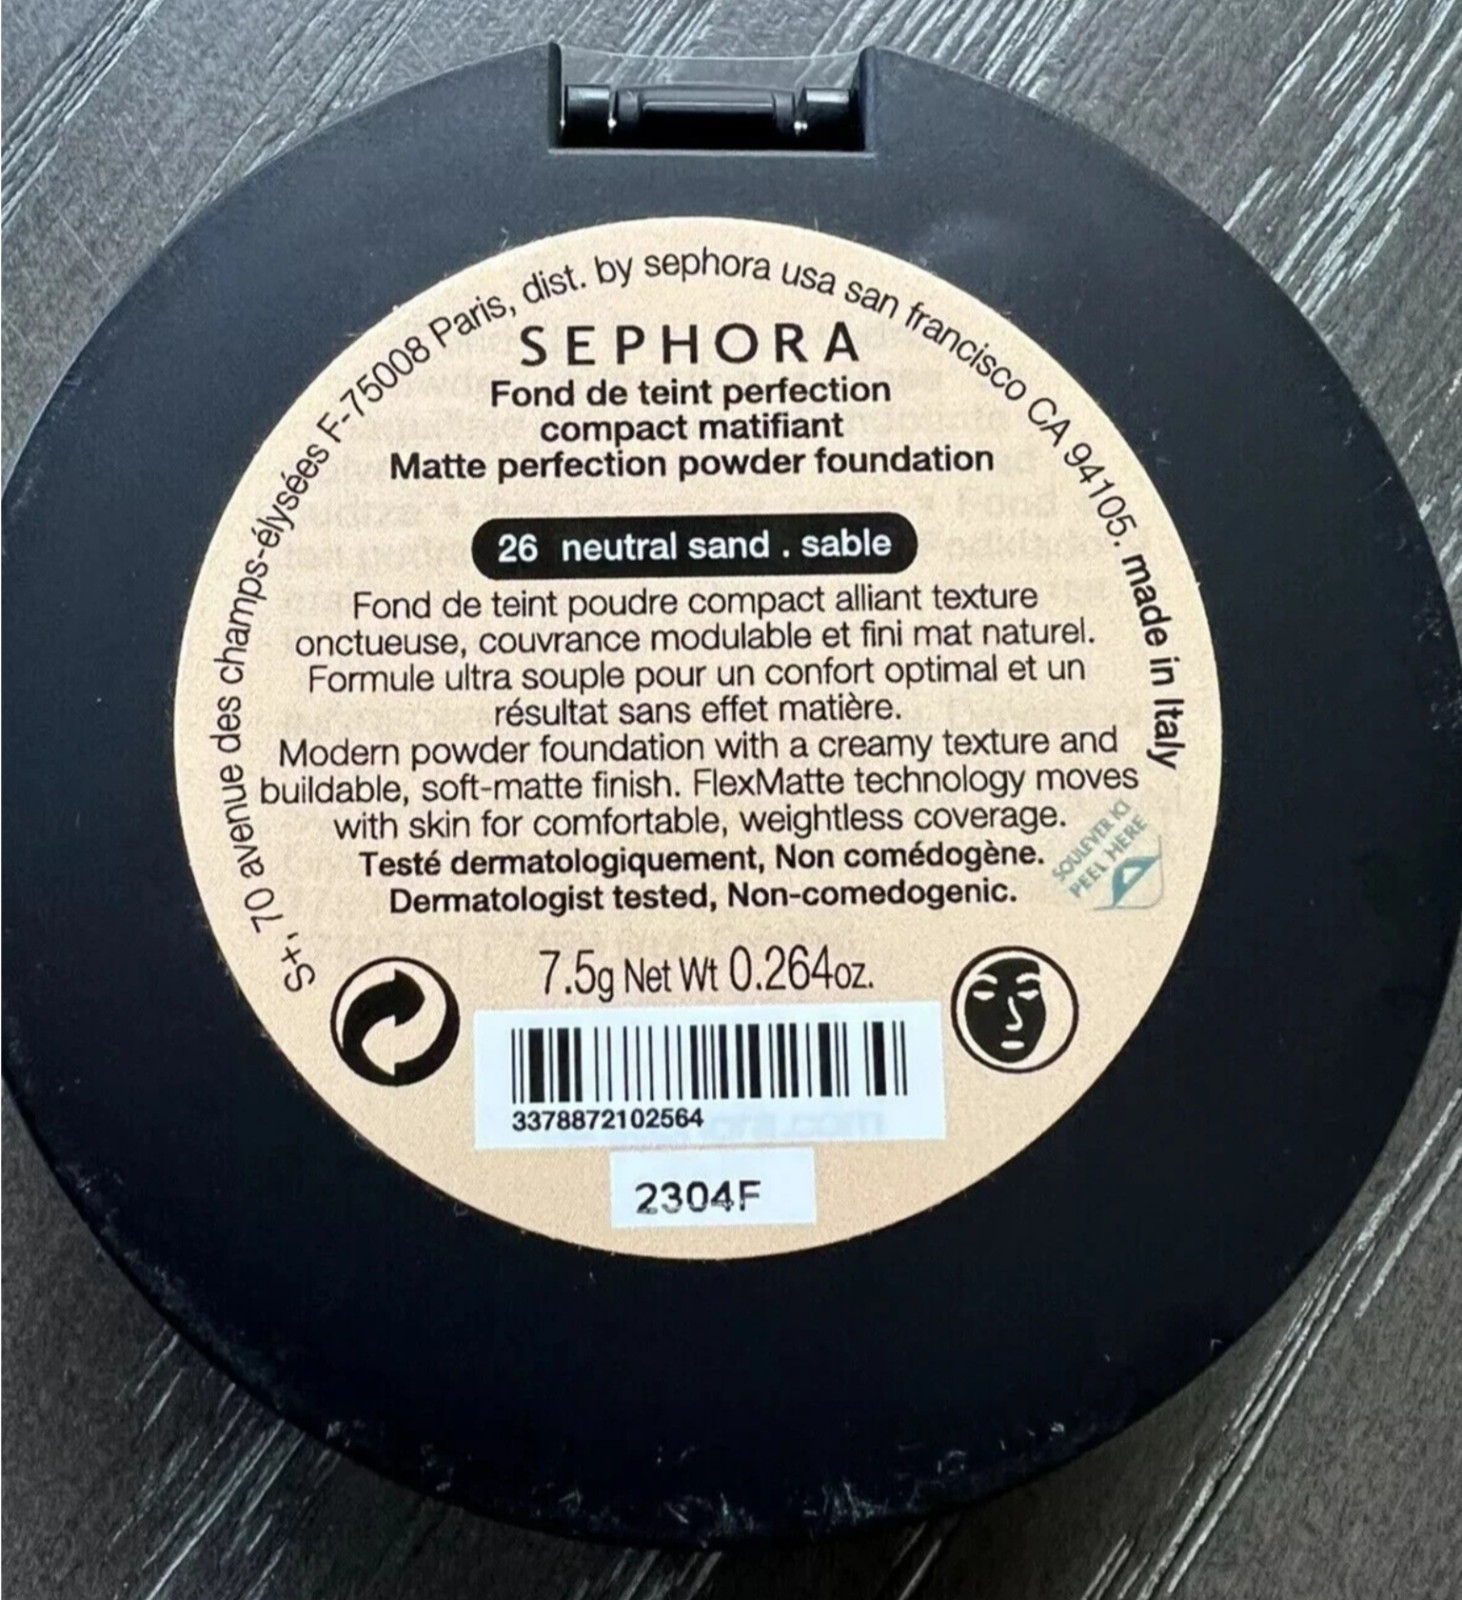 S+, 70 avenue des champs-élysées F-75008 Paris, dist. by sephora usa san francisco CA 94105. made in Italy
SEPHORA
Fond de teint perfection
compact matifiant
Matte perfection powder foundation
26 neutral sand . sable
Fond de teint poudre compact alliant texture
onctueuse, couvrance modulable et fini mat naturel.
Formule ultra souple pour un confort optimal et un
résultat sans effet matière.
Modern powder foundation with a creamy texture and
buildable, soft-matte finish. FlexMatte technology moves
with skin for comfortable, weightless coverage.
Testé dermatologiquement, Non comédogène.
Dermatologist tested, Non-comedogenic.
SOULEVER ICI
PEEL HERE
7.5g Net Wt 0.264oz.
3378872102564
2304F